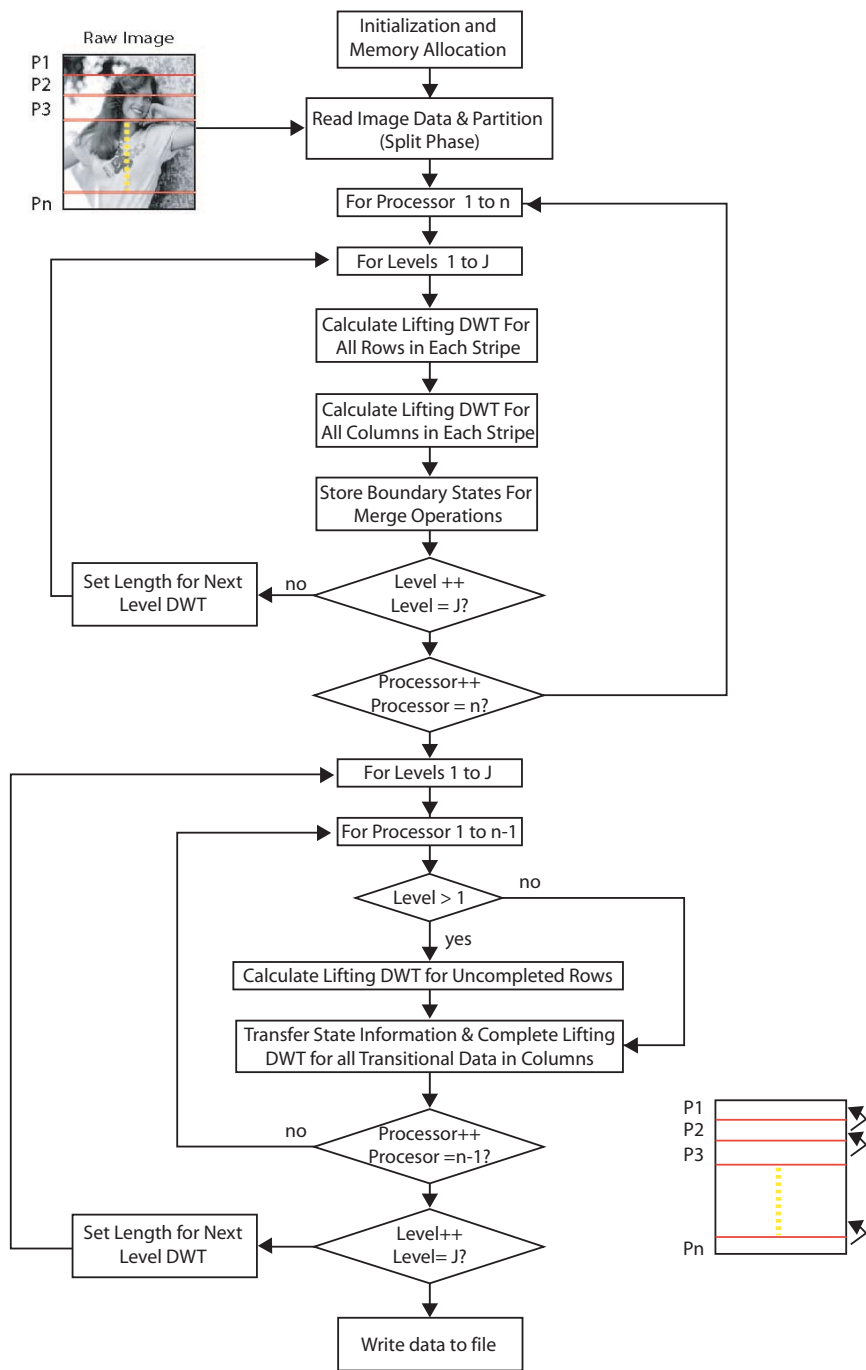 Initialization and
Memory Allocation
Raw Image
P1
P2
P3
Pn
Read Image Data & Partition
(Split Phase)
For Processor 1 to n
For Levels 1 to J
Calculate Lifting DWT For
All Rows in Each Stripe
Calculate Lifting DWT For
All Columns in Each Stripe
Store Boundary States For
Merge Operations
Level ++
Level = J?
no
Set Length for Next
Level DWT
Processor++
Processor = n?
For Levels 1 to J
For Processor 1 to n-1
Level > 1
no
yes
Calculate Lifting DWT for Uncompleted Rows
Transfer State Information & Complete Lifting
DWT for all Transitional Data in Columns
Processor++
Procesor =n-1?
no
Level++
Level= J?
Set Length for Next
Level DWT
Write data to file
P1
P2
P3
Pn